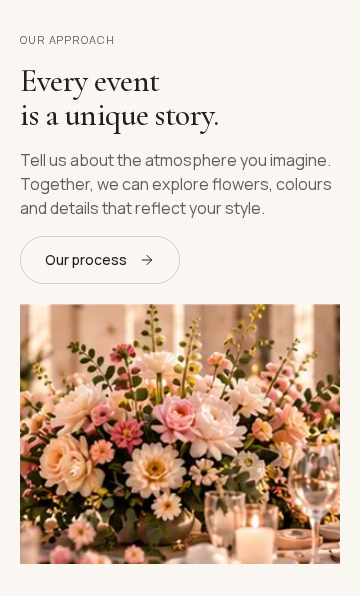 OUR APPROACH
Every event
is a unique story.
Tell us about the atmosphere you imagine.
Together, we can explore flowers, colours
and details that reflect your style.
Our process →